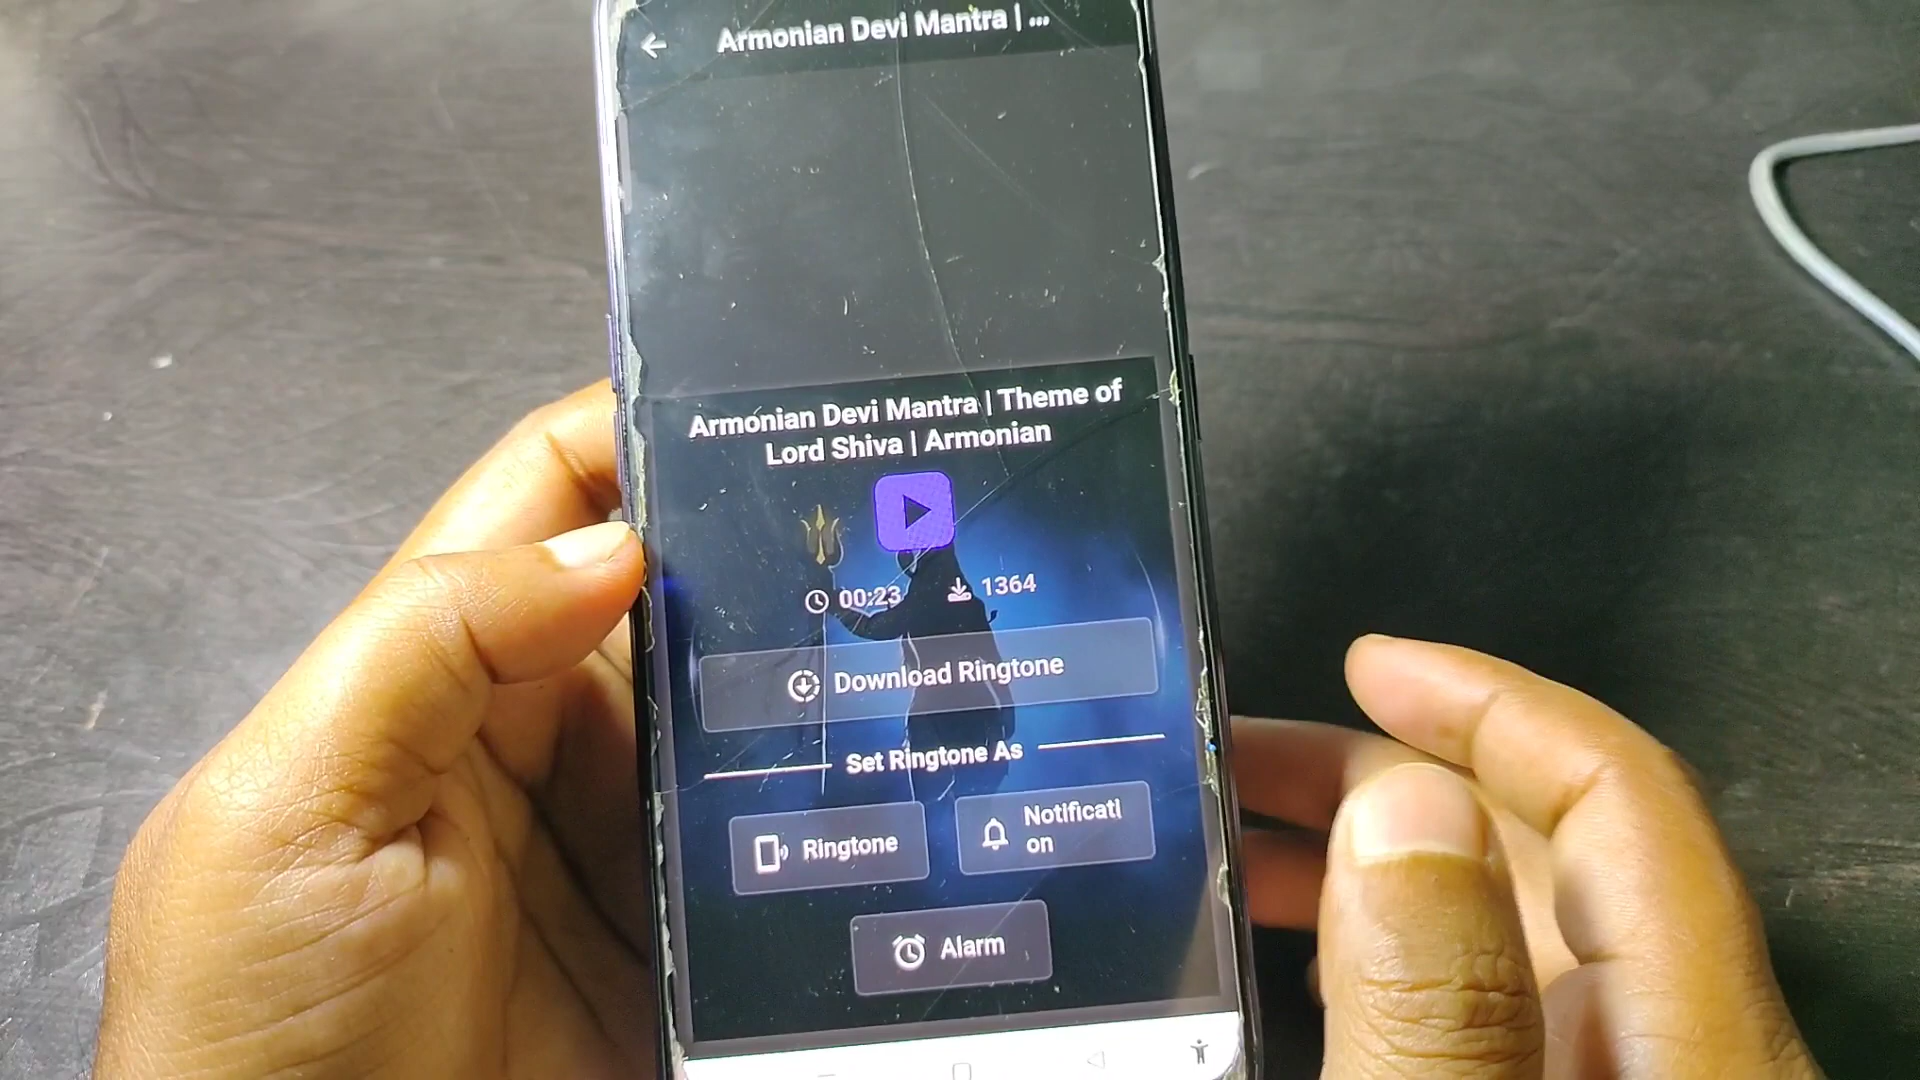 Armonian Devi Mantra | ...
Armonian Devi Mantra | Theme of
Lord Shiva | Armonian
00:23
1364
Download Ringtone
Set Ringtone As
Ringtone
Notificati
on
Alarm